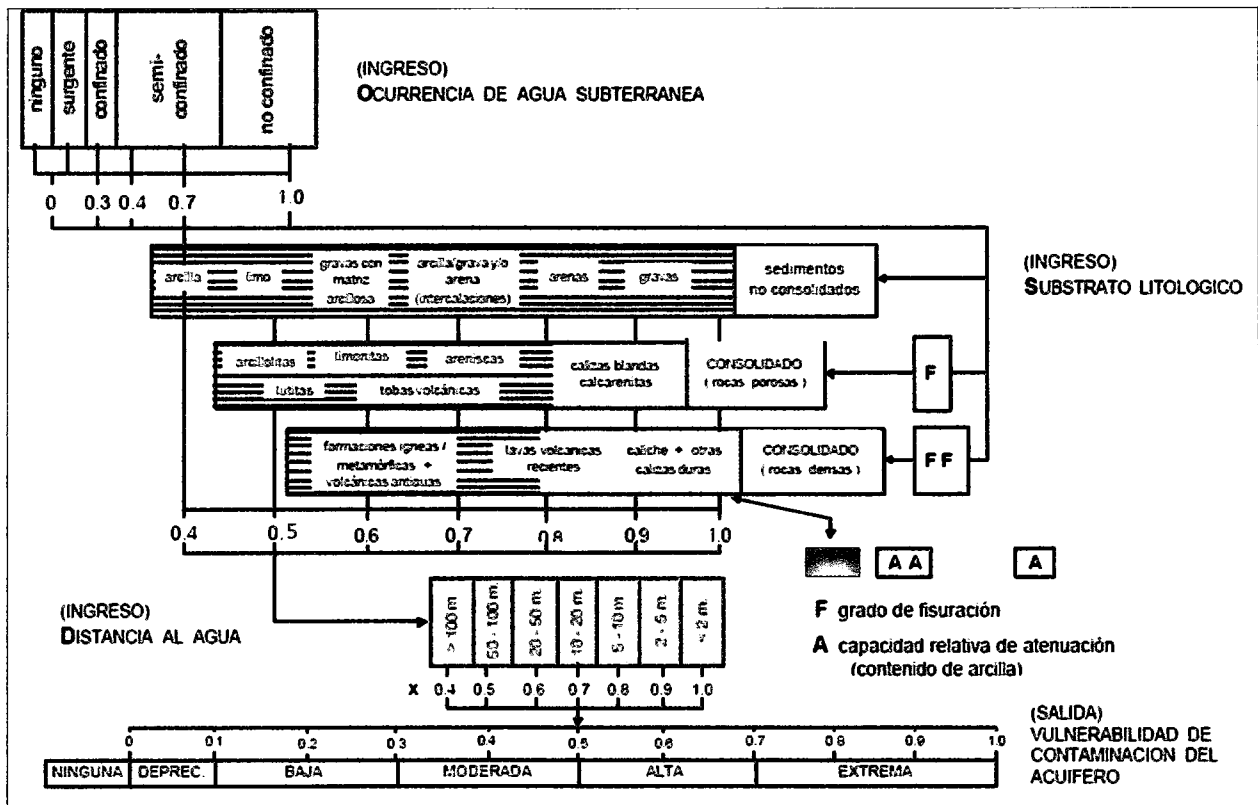 ninguno
surgente
confinado
semi-
confinado
no confinado
(INGRESO)
OCURRENCIA DE AGUA SUBTERRANEA
0 0.3 0.4 0.7 1.0
arcilla limo gravas con matriz arcillosa arcilla/grava y/o arena (intercalaciones) arenas gravas sedimentos no consolidados
(INGRESO)
SUBSTRATO LITOLOGICO
arcillolitas limonitas areniscas
lutitas tobas volcánicas
calizas blandas
calcarenitas
CONSOLIDADO
(rocas porosas)
F
formaciones ígneas /
metamórficas +
volcánicas antiguas
lavas volcánicas
recientes
caliche + otras
calizas duras
CONSOLIDADO
(rocas densas)
FF
0.4 0.5 0.6 0.7 0.8 0.9 1.0
AA A
F grado de fisuración
A capacidad relativa de atenuación
(contenido de arcilla)
(INGRESO)
DISTANCIA AL AGUA
> 100 m.
50 - 100 m.
20 - 50 m.
10 - 20 m.
5 - 10 m.
2 - 5 m.
< 2 m.
x 0.4 0.5 0.6 0.7 0.8 0.9 1.0
(SALIDA)
VULNERABILIDAD DE
CONTAMINACION DEL
ACUIFERO
0 0.1 0.2 0.3 0.4 0.5 0.6 0.7 0.8 0.9 1.0
NINGUNA DEPREC. BAJA MODERADA ALTA EXTREMA